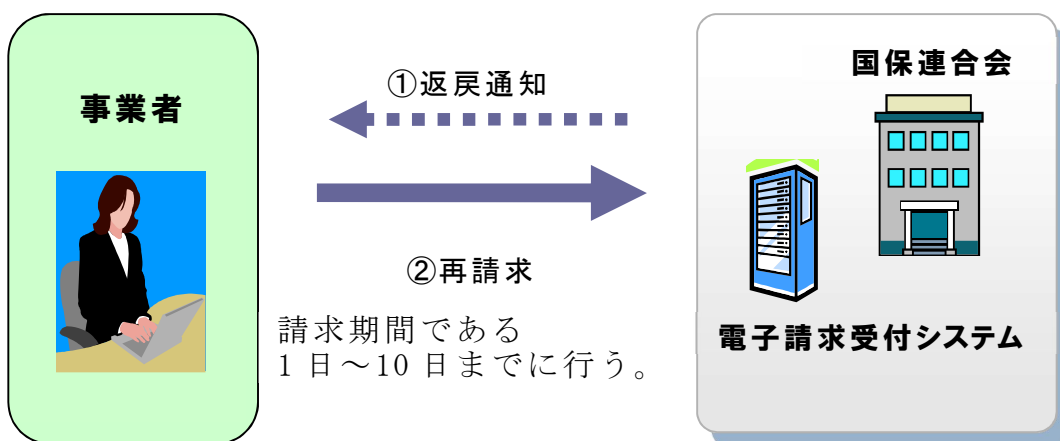 事業者
①返戻通知
②再請求
請求期間である
1日～10日までに行う。
国保連合会
電子請求受付システム